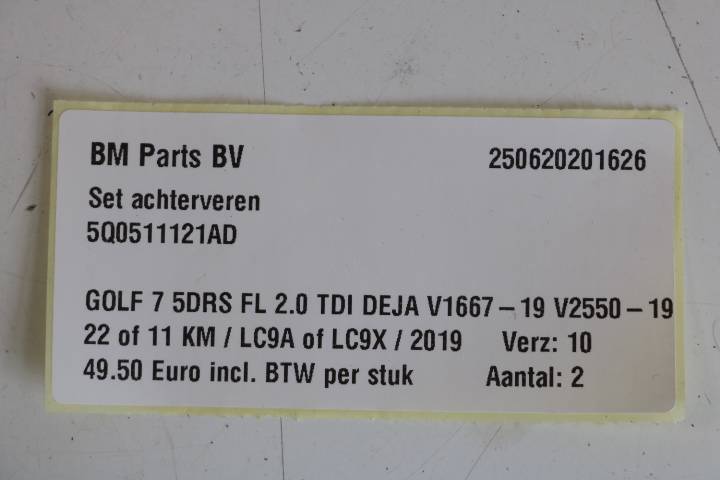 BM Parts BV 250620201626
Set achterveren
5Q0511121AD
GOLF 7 5DRS FL 2.0 TDI DEJA V1667-19 V2550-19
22 of 11 KM / LC9A of LC9X / 2019 Verz: 10
49.50 Euro incl. BTW per stuk Aantal: 2